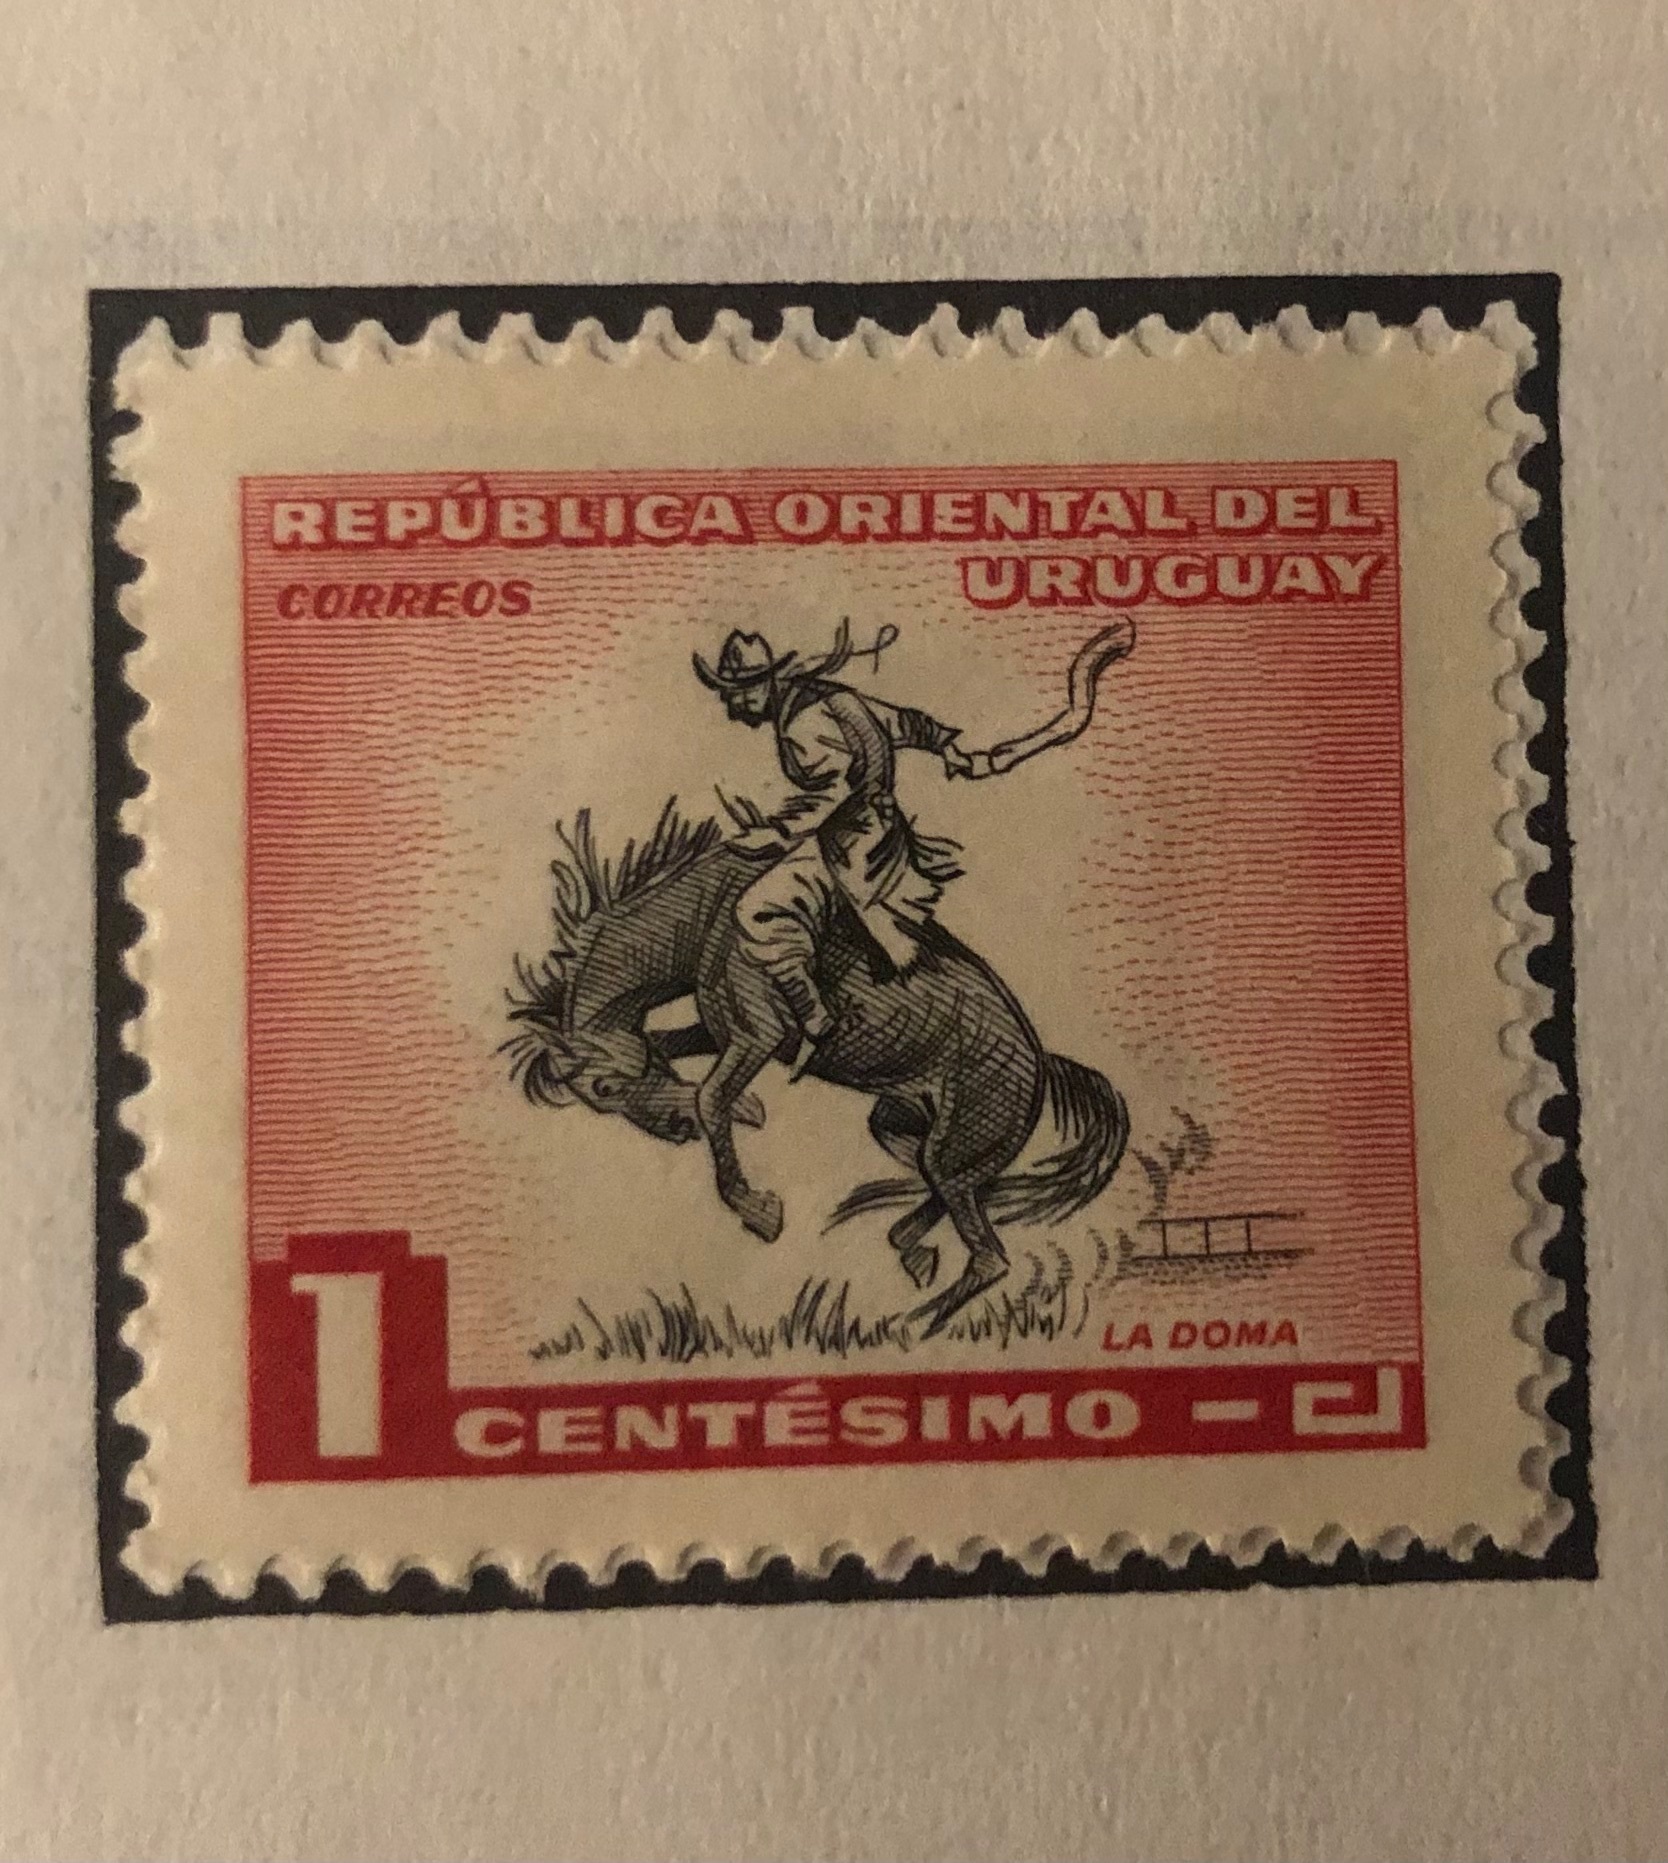 REPÚBLICA ORIENTAL DEL
URUGUAY
CORREOS
LA DOMA
1 CENTÉSIMO